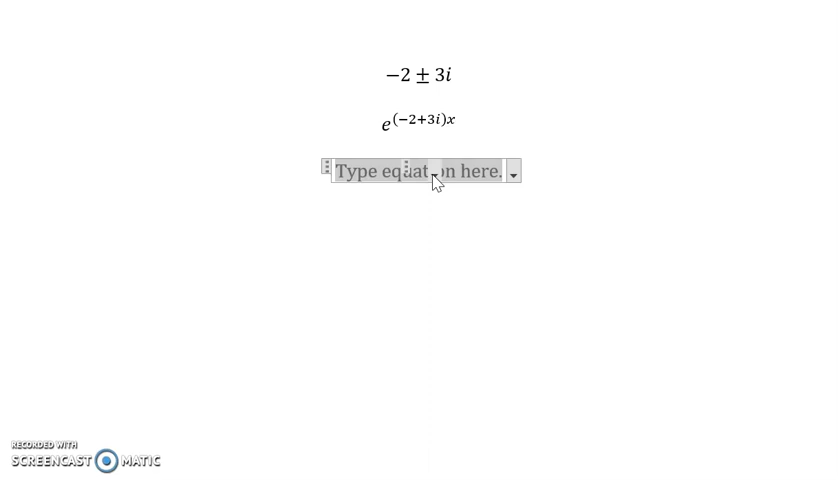 −2 ± 3i
e^(−2+3i)x
Type equation here.
RECORDED WITH
SCREENCAST MATIC